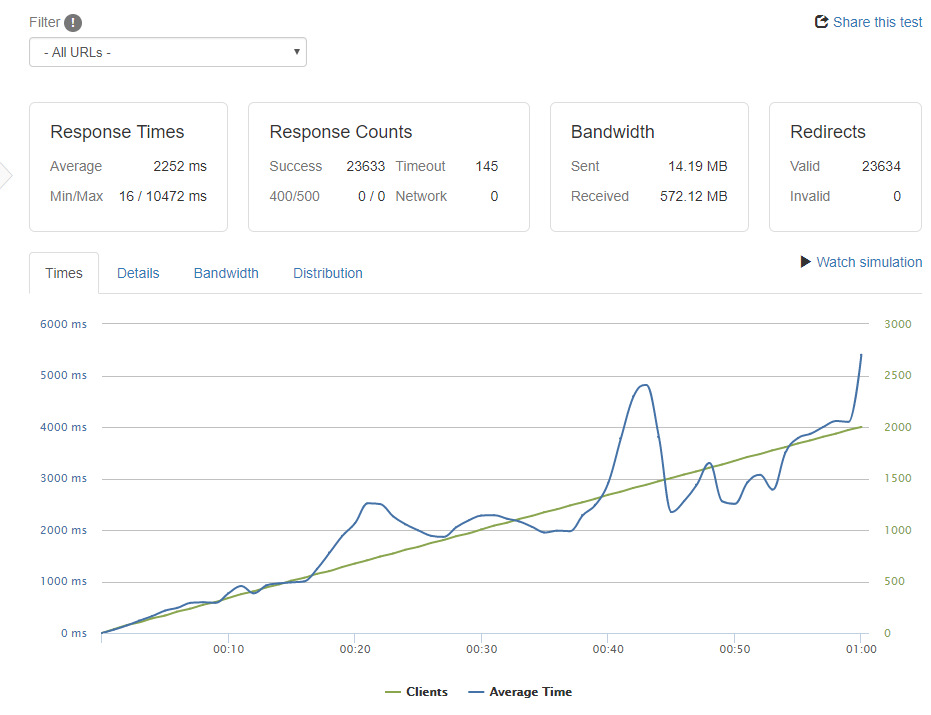 Filter !
Share this test
- All URLs -
Response Times
Average 2252 ms
Min/Max 16 / 10472 ms
Response Counts
Success 23633 Timeout 145
400/500 0 / 0 Network 0
Bandwidth
Sent 14.19 MB
Received 572.12 MB
Redirects
Valid 23634
Invalid 0
Times Details Bandwidth Distribution
Watch simulation
6000 ms 3000
5000 ms 2500
4000 ms 2000
3000 ms 1500
2000 ms 1000
1000 ms 500
0 ms 0
00:10 00:20 00:30 00:40 00:50 01:00
Clients Average Time